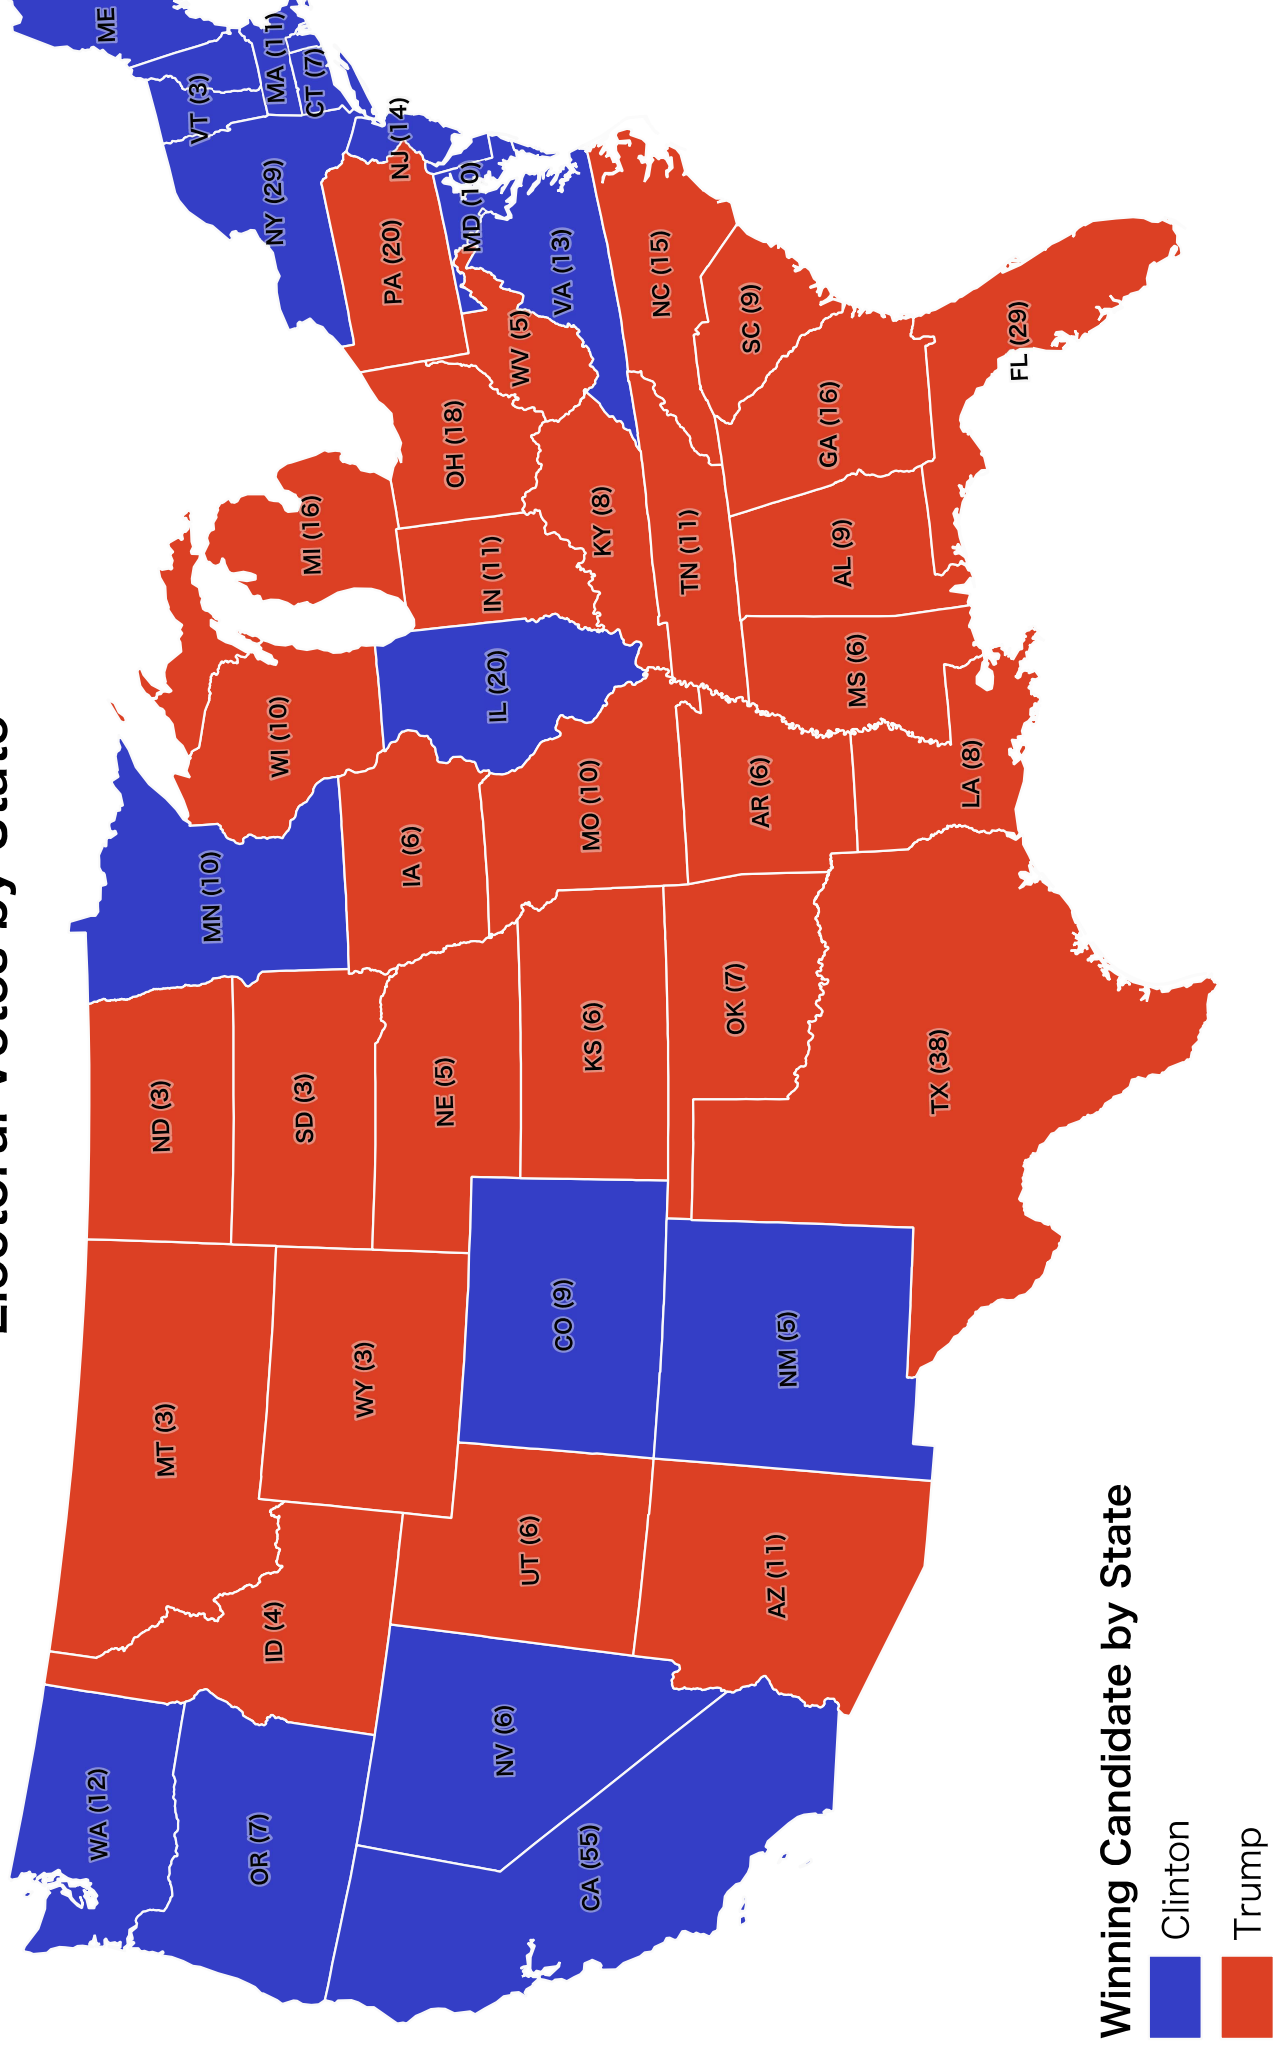 Electoral Votes by State
ME
VT (3)
MA (11)
CT (7)
NY (29)
NJ (14)
PA (20)
MD (10)
VA (13)
WV (5)
NC (15)
SC (9)
GA (16)
FL (29)
OH (18)
MI (16)
IN (11)
KY (8)
TN (11)
AL (9)
MS (6)
IL (20)
WI (10)
MN (10)
IA (6)
MO (10)
AR (6)
LA (8)
ND (3)
SD (3)
NE (5)
KS (6)
OK (7)
TX (38)
MT (3)
WY (3)
CO (9)
NM (5)
ID (4)
UT (6)
AZ (11)
WA (12)
OR (7)
NV (6)
CA (55)
Winning Candidate by State
Clinton
Trump